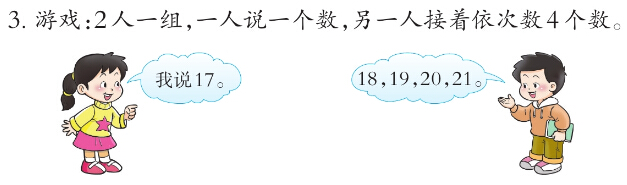 3. 游戏:2人一组,一人说一个数,另一人接着依次数4个数。
我说17。
18,19,20,21。